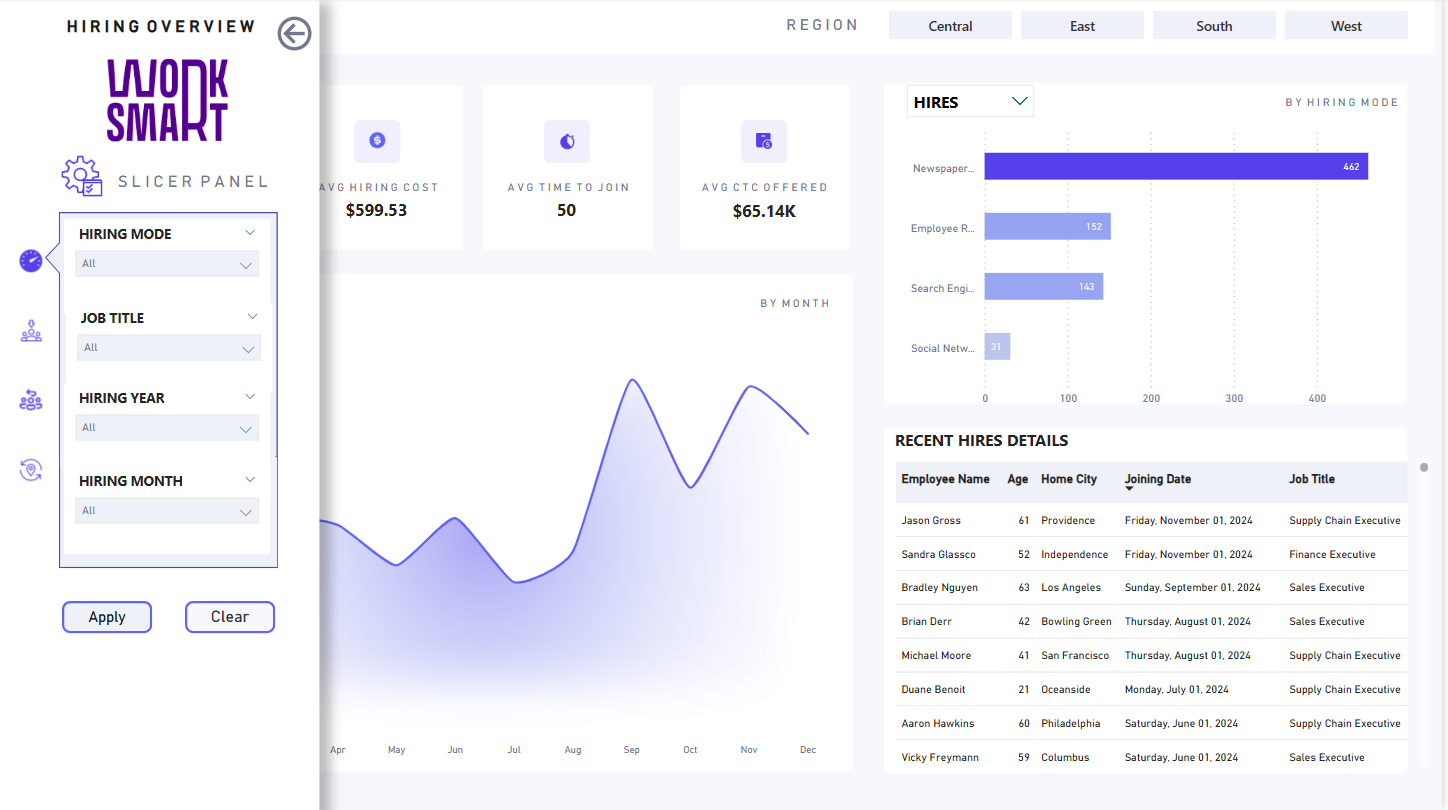 HIRING OVERVIEW
WORK
SMART
SLICER PANEL
HIRING MODE
All
JOB TITLE
All
HIRING YEAR
All
HIRING MONTH
All
Apply
Clear
REGION
Central
East
South
West
AVG HIRING COST
$599.53
AVG TIME TO JOIN
50
AVG CTC OFFERED
$65.14K
BY MONTH
Apr May Jun Jul Aug Sep Oct Nov Dec
HIRES
BY HIRING MODE
Newspaper... 462
Employee R... 152
Search Engi... 143
Social Netw... 31
0 100 200 300 400
RECENT HIRES DETAILS
Employee Name Age Home City Joining Date Job Title
Jason Gross 61 Providence Friday, November 01, 2024 Supply Chain Executive
Sandra Glassco 52 Independence Friday, November 01, 2024 Finance Executive
Bradley Nguyen 63 Los Angeles Sunday, September 01, 2024 Sales Executive
Brian Derr 42 Bowling Green Thursday, August 01, 2024 Sales Executive
Michael Moore 41 San Francisco Thursday, August 01, 2024 Supply Chain Executive
Duane Benoit 21 Oceanside Monday, July 01, 2024 Supply Chain Executive
Aaron Hawkins 60 Philadelphia Saturday, June 01, 2024 Supply Chain Executive
Vicky Freymann 59 Columbus Saturday, June 01, 2024 Sales Executive